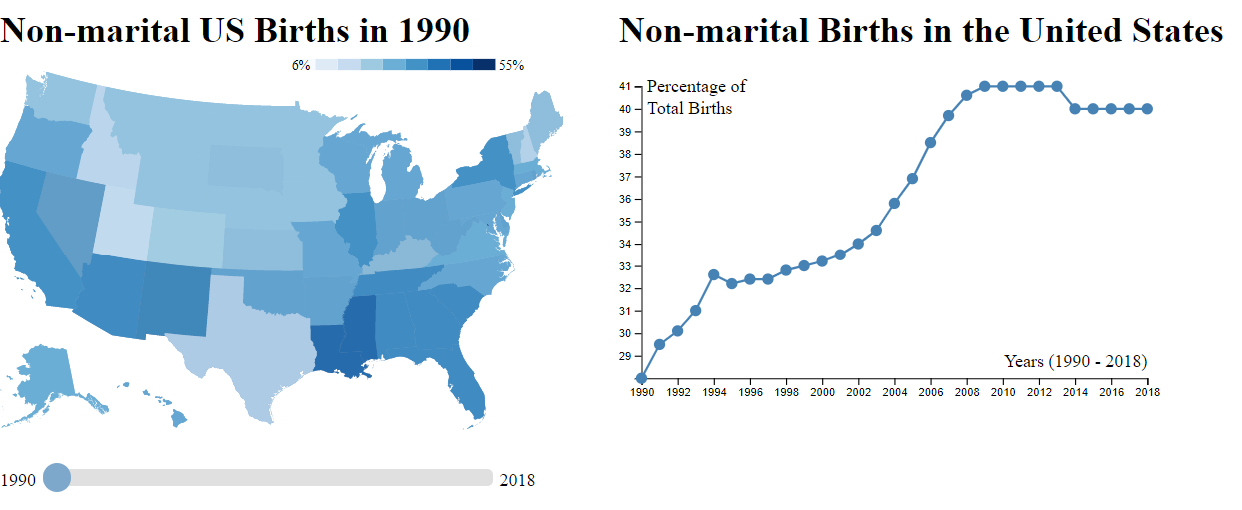 Non-marital US Births in 1990
6%
55%
1990
2018
Non-marital Births in the United States
Percentage of
Total Births
41
40
39
38
37
36
35
34
33
32
31
30
29
Years (1990 - 2018)
1990 1992 1994 1996 1998 2000 2002 2004 2006 2008 2010 2012 2014 2016 2018